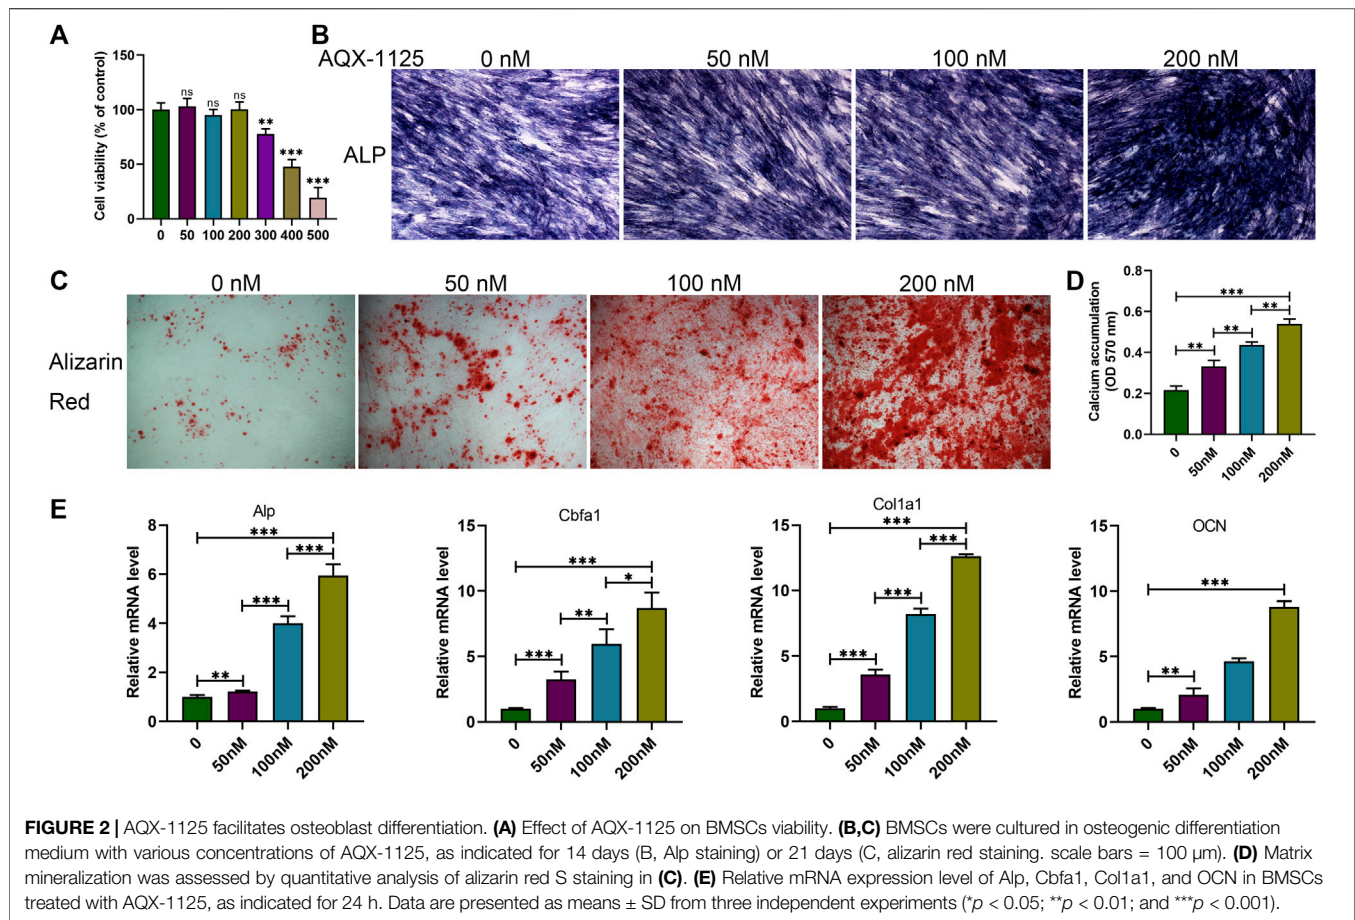 A
Cell viability (% of control)
150
100
50
0
ns
ns
ns
**
***
***
0 50 100 200 300 400 500
B
AQX-1125 0 nM 50 nM 100 nM 200 nM
ALP
C
0 nM 50 nM 100 nM 200 nM
Alizarin
Red
D
Calcium accumulation
(OD 570 nm)
0.8
0.6
0.4
0.2
0.0
***
**
**
**
0 50nM 100nM 200nM
E
Alp
Relative mRNA level
8
6
4
2
0
***
***
***
**
0 50nM 100nM 200nM
Cbfa1
Relative mRNA level
15
10
5
0
***
*
**
***
0 50nM 100nM 200nM
Col1a1
Relative mRNA level
15
10
5
0
***
***
***
***
0 50nM 100nM 200nM
OCN
Relative mRNA level
15
10
5
0
***
**
0 50nM 100nM 200nM
FIGURE 2 | AQX-1125 facilitates osteoblast differentiation. (A) Effect of AQX-1125 on BMSCs viability. (B,C) BMSCs were cultured in osteogenic differentiation
medium with various concentrations of AQX-1125, as indicated for 14 days (B, Alp staining) or 21 days (C, alizarin red staining. scale bars = 100 µm). (D) Matrix
mineralization was assessed by quantitative analysis of alizarin red S staining in (C). (E) Relative mRNA expression level of Alp, Cbfa1, Col1a1, and OCN in BMSCs
treated with AQX-1125, as indicated for 24 h. Data are presented as means ± SD from three independent experiments (*p < 0.05; **p < 0.01; and ***p < 0.001).